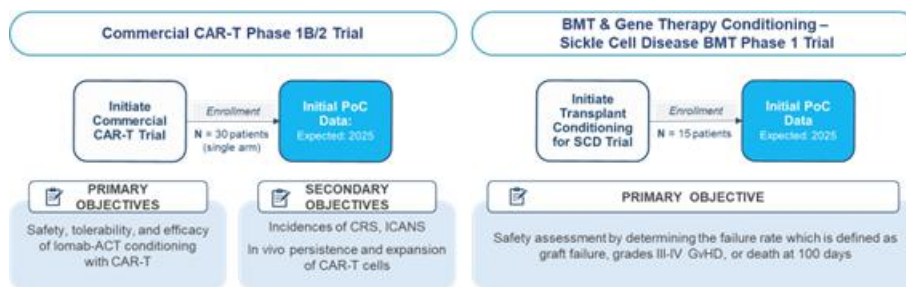 Commercial CAR-T Phase 1B/2 Trial
Initiate
Commercial
CAR-T Trial
Enrollment
N = 30 patients
(single arm)
Initial PoC
Data:
Expected: 2025
PRIMARY
OBJECTIVES
Safety, tolerability, and efficacy
of Iomab-ACT conditioning
with CAR-T
SECONDARY
OBJECTIVES
Incidences of CRS, ICANS
In vivo persistence and expansion
of CAR-T cells
BMT & Gene Therapy Conditioning –
Sickle Cell Disease BMT Phase 1 Trial
Initiate
Transplant
Conditioning
for SCD Trial
Enrollment
N = 15 patients
Initial PoC
Data
Expected: 2025
PRIMARY OBJECTIVE
Safety assessment by determining the failure rate which is defined as
graft failure, grades III-IV GvHD, or death at 100 days